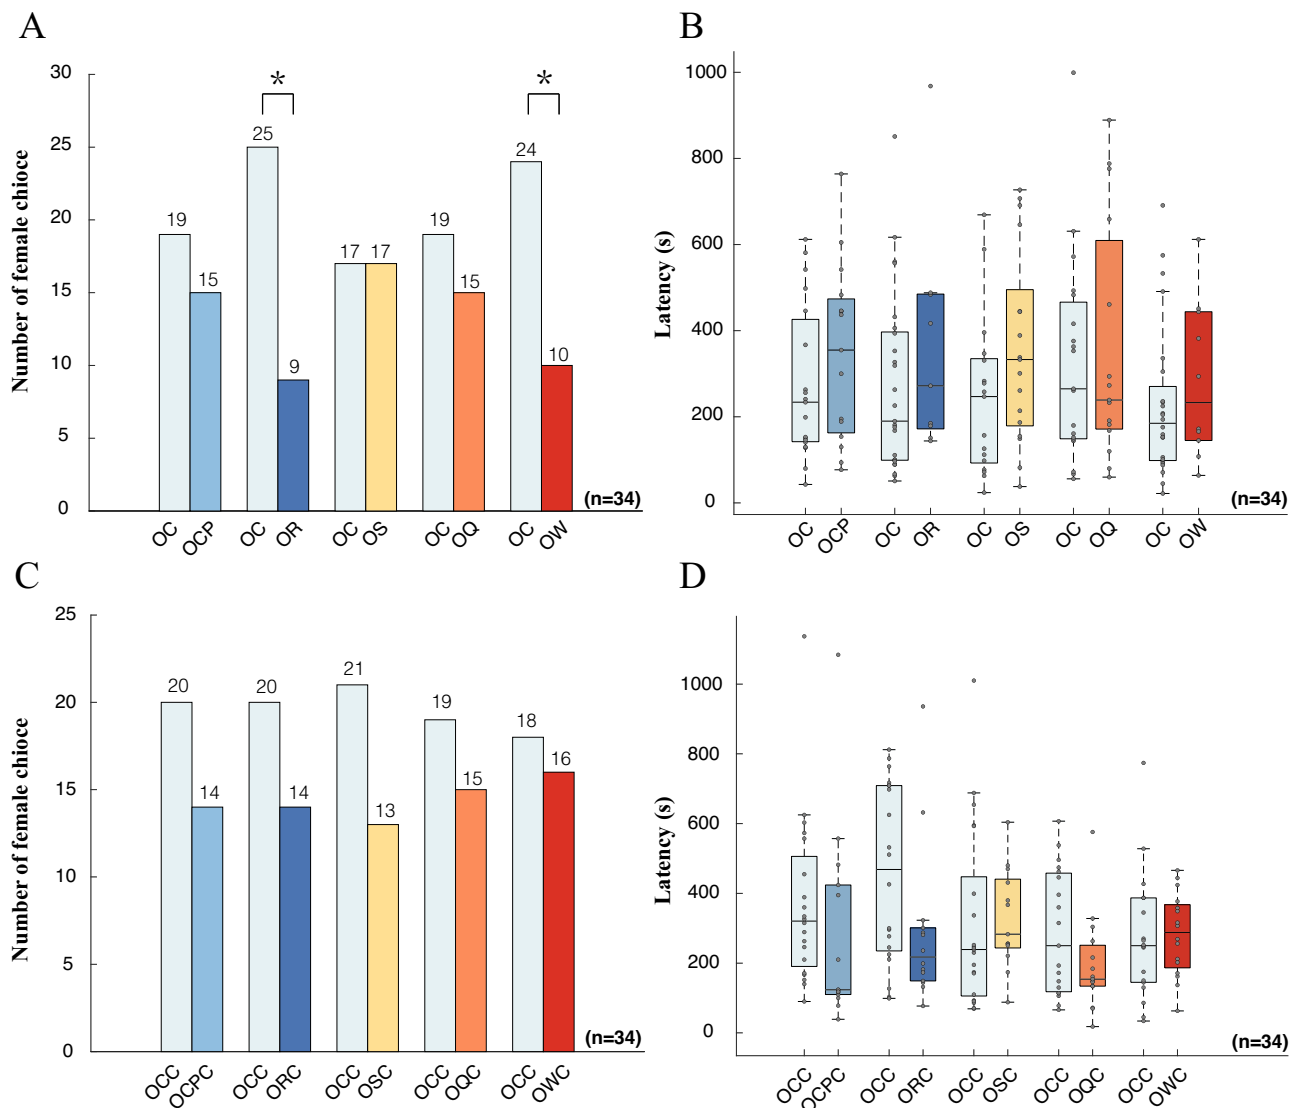 A
Number of female chioce
30
25
20
15
10
5
0
19
15
25
9
*
17
17
19
15
24
10
*
(n=34)
OC
OCP
OC
OR
OC
OS
OC
OQ
OC
OW
B
Latency (s)
1000
800
600
400
200
0
(n=34)
OC
OCP
OC
OR
OC
OS
OC
OQ
OC
OW
C
Number of female chioce
25
20
15
10
5
0
20
14
20
14
21
13
19
15
18
16
(n=34)
OCC
OCPC
OCC
ORC
OCC
OSC
OCC
OQC
OCC
OWC
D
Latency (s)
1000
800
600
400
200
0
(n=34)
OCC
OCPC
OCC
ORC
OCC
OSC
OCC
OQC
OCC
OWC